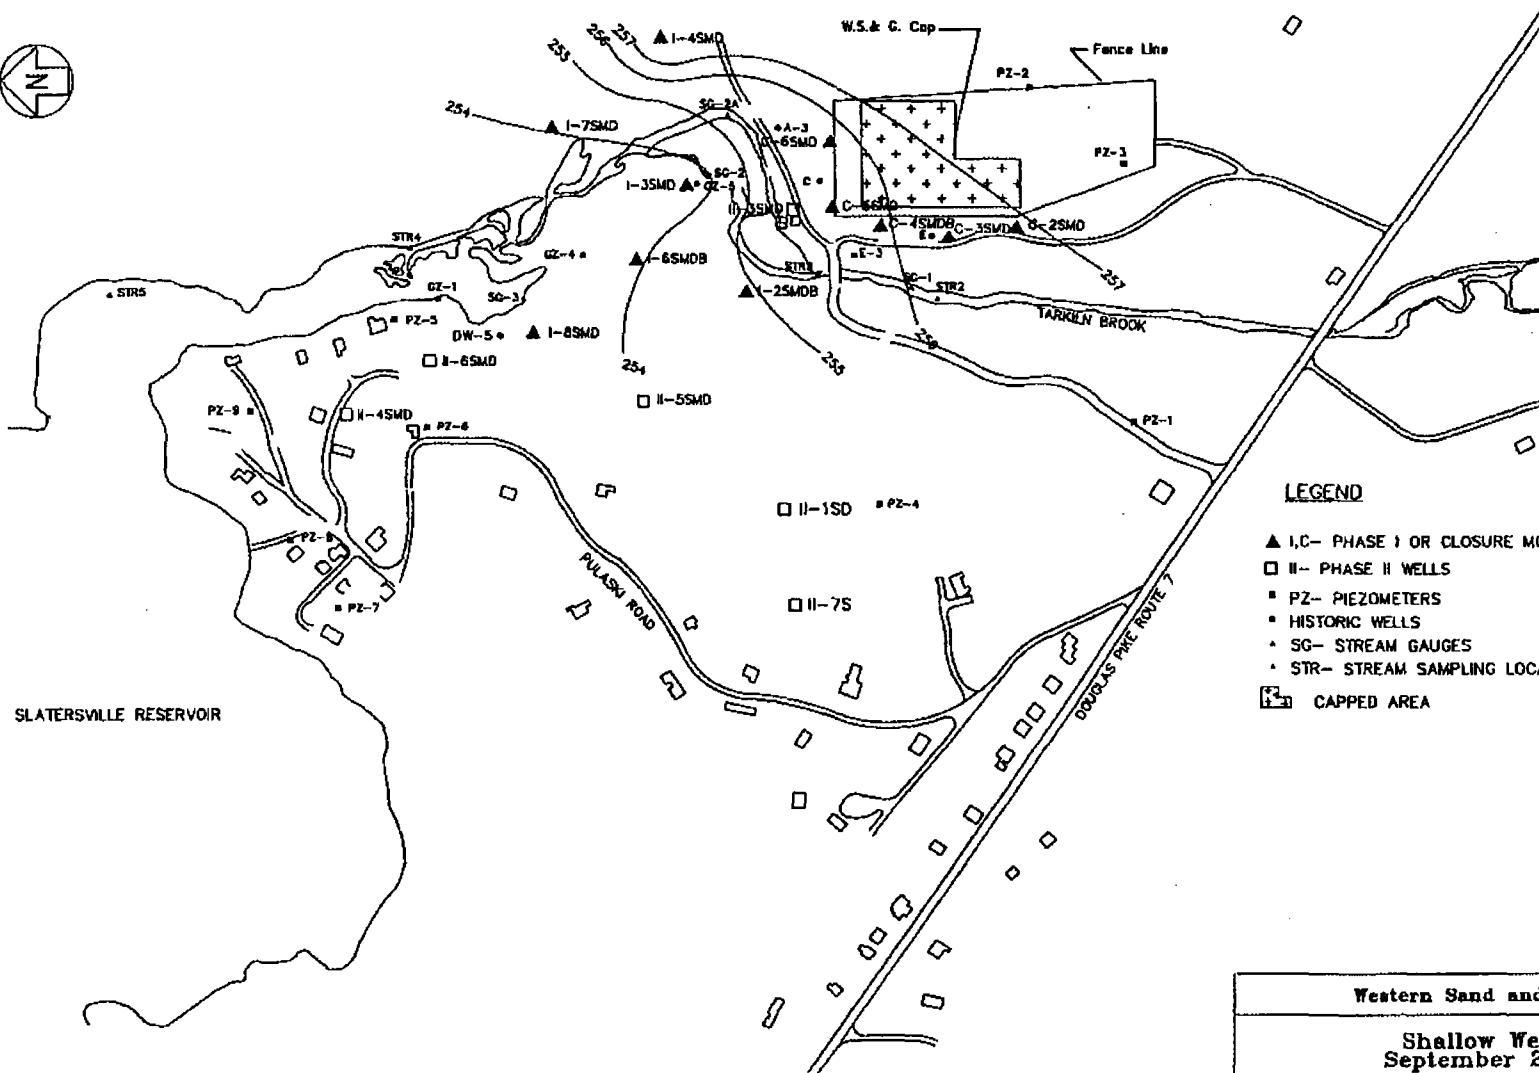 W.S.& G. Cap
Fence Line
N
257
256
255
254
I-4SMD
PZ-2
SG-2A
I-7SMD
A-3
C-6SMD
PZ-3
SG-2
I-3SMD
C
II-3SMD
C-4SMDB
C-3SMD
C-2SMD
E
STR4
GZ-4
I-6SMDB
E-3
STR3
SG-1
STR2
257
STR5
GZ-1
SG-3
I-2SMDB
TARKILN BROOK
PZ-5
DW-5
I-8SMD
II-6SMD
254
255
256
PZ-9
II-4SMD
II-5SMD
PZ-6
PZ-1
II-1SD
PZ-4
PZ-8
PULASKI ROAD
PZ-7
II-7S
DOUGLAS PIKE ROUTE 7
SLATERSVILLE RESERVOIR
LEGEND
I,C- PHASE I OR CLOSURE MO
II- PHASE II WELLS
PZ- PIEZOMETERS
HISTORIC WELLS
SG- STREAM GAUGES
STR- STREAM SAMPLING LOCA
CAPPED AREA
Western Sand and
Shallow We
September 2